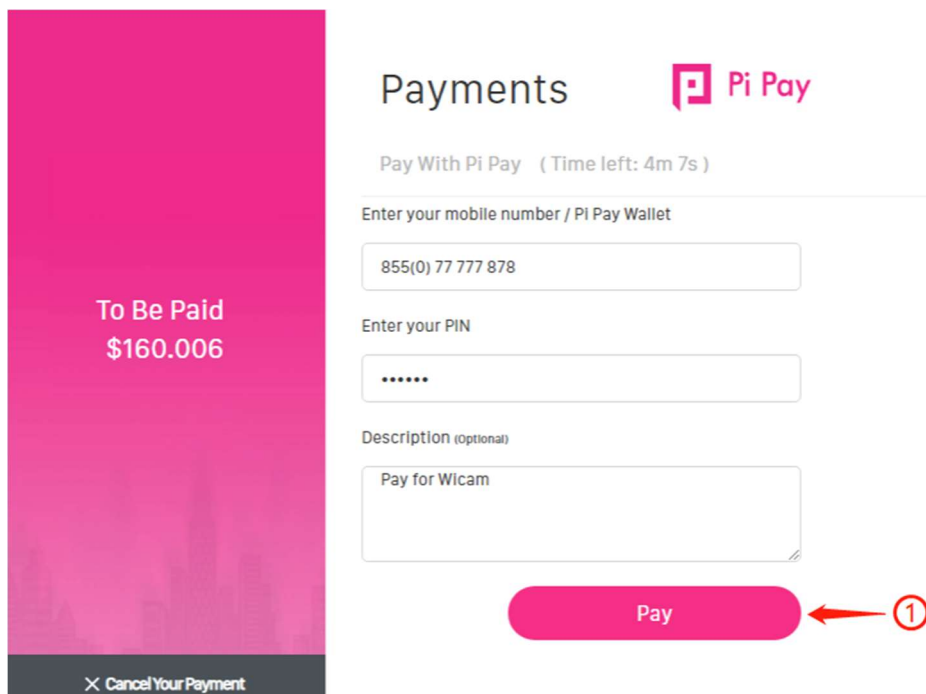 To Be Paid
$160.006
X Cancel Your Payment
Payments
Pi Pay
Pay With Pi Pay ( Time left: 4m 7s )
Enter your mobile number / Pi Pay Wallet
855(0) 77 777 878
Enter your PIN
••••••
Description (Optional)
Pay for Wicam
Pay
1